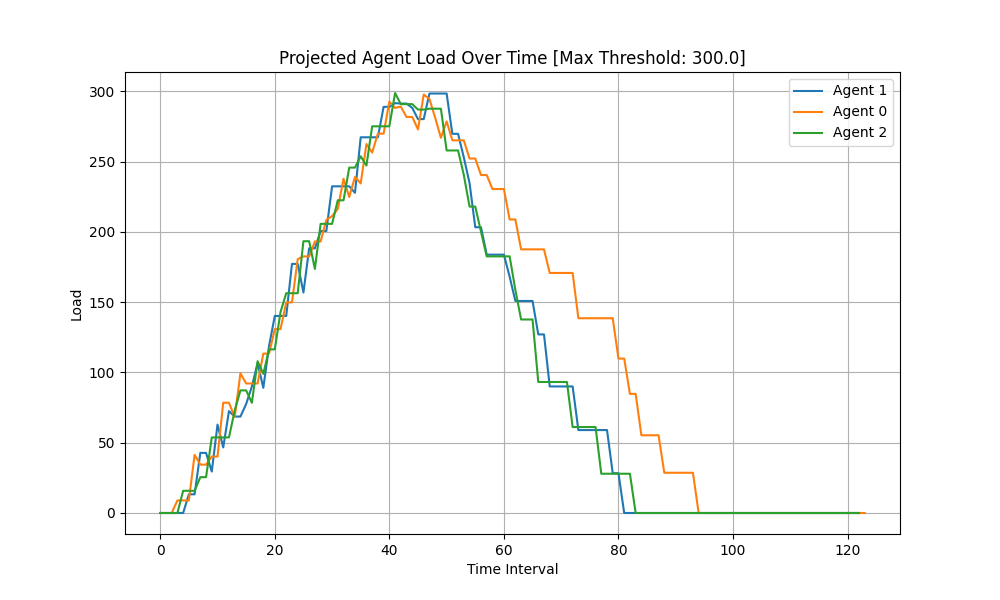 Projected Agent Load Over Time [Max Threshold: 300.0]
Agent 1
Agent 0
Agent 2
Load
300
250
200
150
100
50
0
0 20 40 60 80 100 120
Time Interval